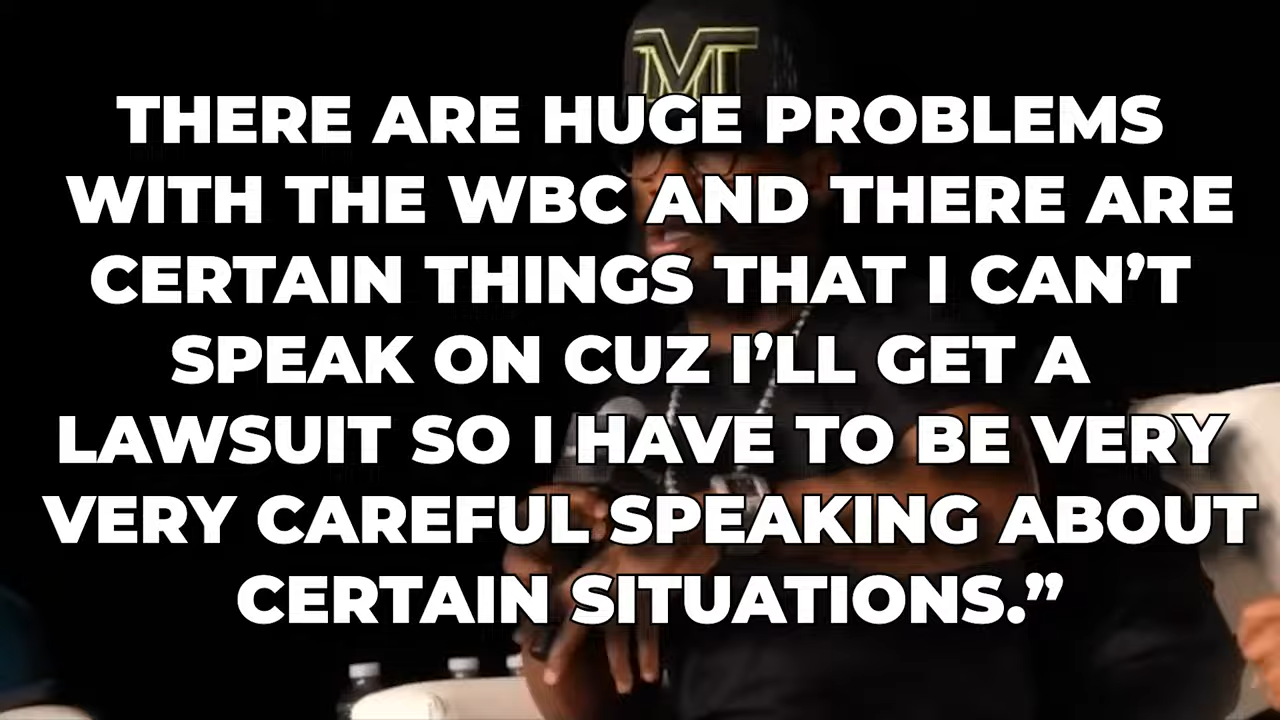 THERE ARE HUGE PROBLEMS
WITH THE WBC AND THERE ARE
CERTAIN THINGS THAT I CAN’T
SPEAK ON CUZ I’LL GET A
LAWSUIT SO I HAVE TO BE VERY
VERY CAREFUL SPEAKING ABOUT
CERTAIN SITUATIONS.”